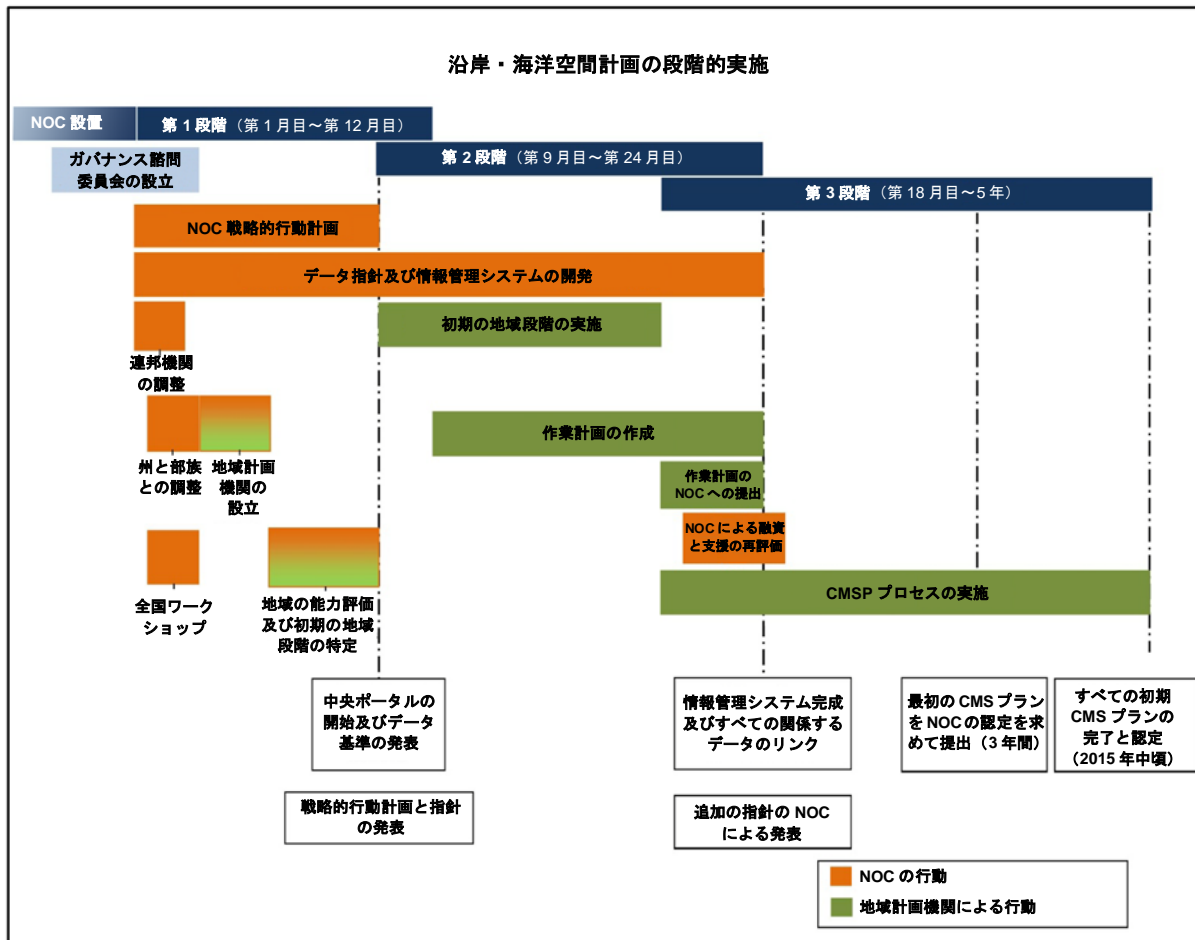 沿岸・海洋空間計画の段階的実施
NOC 設置
第 1 段階（第 1 月目～第 12 月目）
ガバナンス諮問
委員会の設立
第 2 段階（第 9 月目～第 24 月目）
第 3 段階（第 18 月目～5 年）
NOC 戦略的行動計画
データ指針及び情報管理システムの開発
初期の地域段階の実施
連邦機関
の調整
作業計画の作成
州と部族
との調整
地域計画
機関の
設立
作業計画の
NOC への提出
NOC による融資
と支援の再評価
全国ワーク
ショップ
地域の能力評価
及び初期の地域
段階の特定
CMSP プロセスの実施
中央ポータルの
開始及びデータ
基準の発表
情報管理システム完成
及びすべての関係する
データのリンク
最初の CMS プラン
を NOC の認定を求
めて提出（3 年間）
すべての初期
CMS プランの
完了と認定
（2015 年中頃）
戦略的行動計画と指針
の発表
追加の指針の NOC
による発表
NOC の行動
地域計画機関による行動